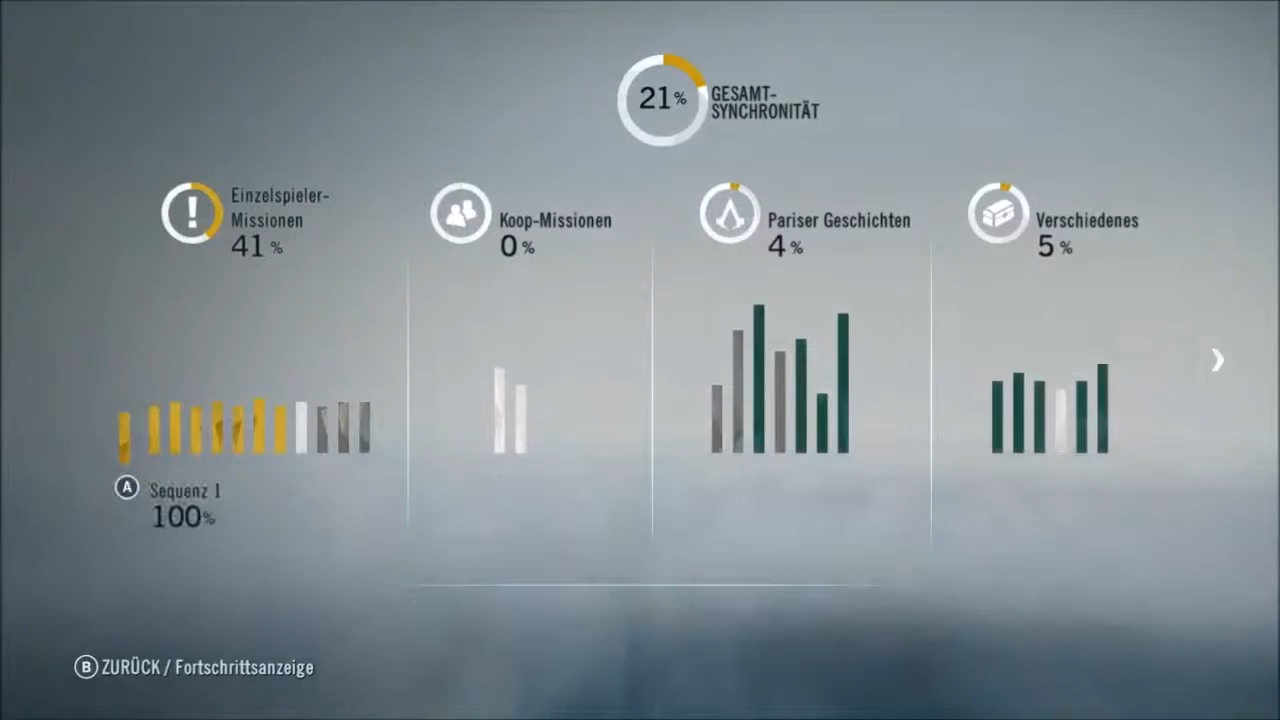 21%
GESAMT-
SYNCHRONITÄT
Einzelspieler-
Missionen
41 %
Koop-Missionen
0 %
Pariser Geschichten
4 %
Verschiedenes
5 %
A Sequenz 1
100%
B ZURÜCK / Fortschrittsanzeige